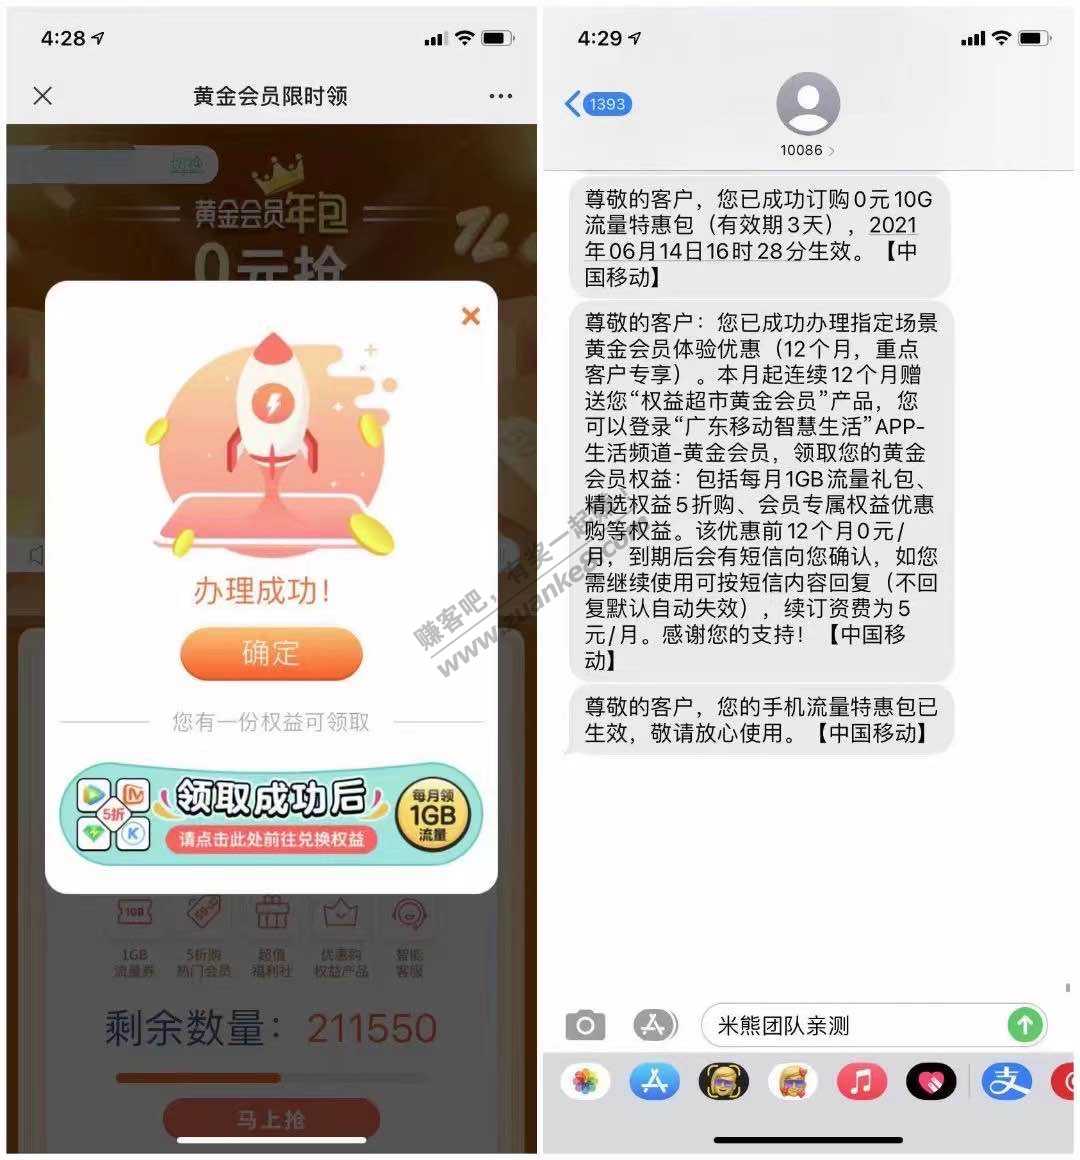 4:28
黄金会员限时领
黄金会员年包
0元抢
办理成功！
确定
您有一份权益可领取
5折
领取成功后
请点击此处前往兑换权益
每月领
1GB
流量
1GB
流量券
5折购
热门会员
超值
福利社
优惠购
权益产品
智能
客服
剩余数量：211550
马上抢
4:29
1393
10086
尊敬的客户，您已成功订购0元10G
流量特惠包（有效期3天），2021
年06月14日16时28分生效。【中
国移动】
尊敬的客户：您已成功办理指定场景
黄金会员体验优惠（12个月，重点
客户专享）。本月起连续12个月赠
送您“权益超市黄金会员”产品，您
可以登录“广东移动智慧生活”APP-
生活频道-黄金会员，领取您的黄金
会员权益：包括每月1GB流量礼包、
精选权益5折购、会员专属权益优惠
购等权益。该优惠前12个月0元/
月，到期后会有短信向您确认，如您
需继续使用可按短信内容回复（不回
复默认自动失效），续订资费为5
元/月。感谢您的支持！【中国移
动】
尊敬的客户，您的手机流量特惠包已
生效，敬请放心使用。【中国移动】
米熊团队亲测
赚客吧，有奖一起赚！
www.zuanke8.com